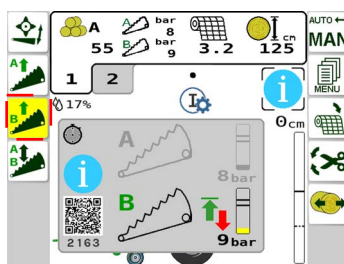 AUTO
MAN
A
55
A bar
8
B bar
9
3.2
cm
125
1 2
17%
I
i
MENU
0cm
A
B
A
B
A
8bar
i
B
9bar
2163